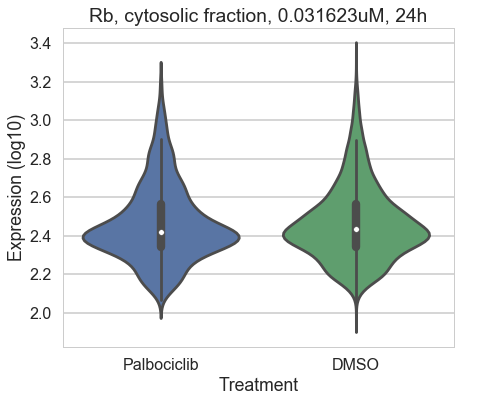 Rb, cytosolic fraction, 0.031623uM, 24h
Expression (log10)
3.4
3.2
3.0
2.8
2.6
2.4
2.2
2.0
Palbociclib DMSO
Treatment